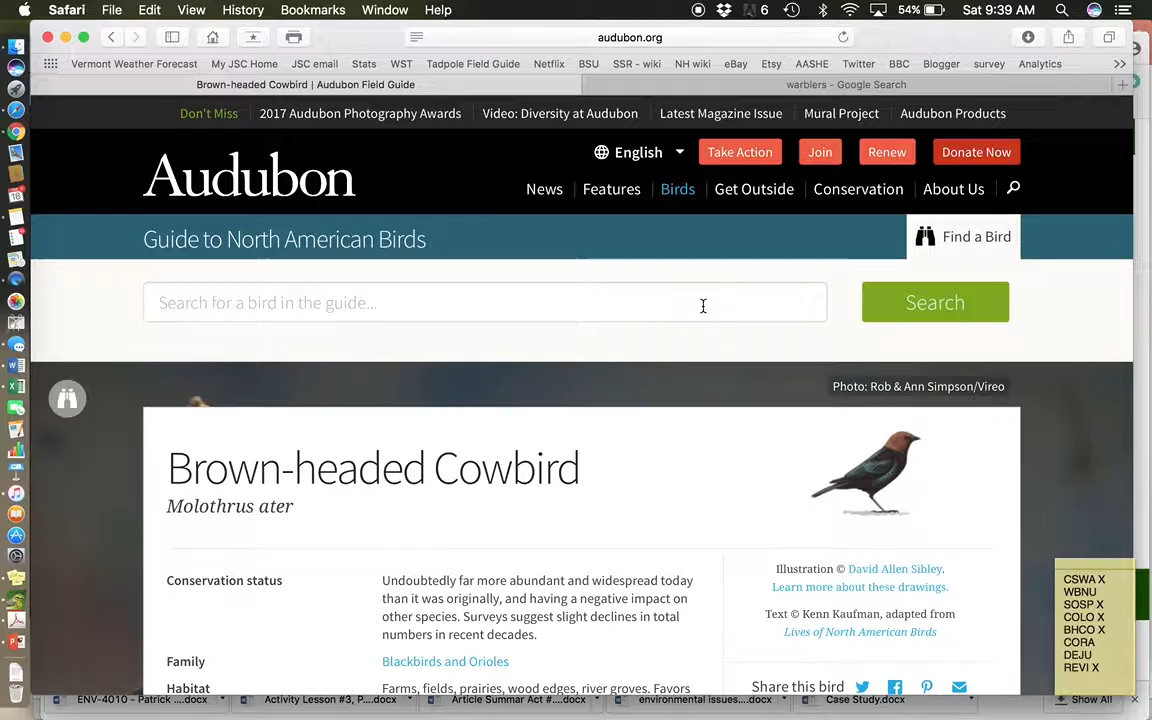 Safari File Edit View History Bookmarks Window Help
6 54% Sat 9:39 AM
audubon.org
Vermont Weather Forecast My JSC Home JSC email Stats WST Tadpole Field Guide Netflix BSU SSR - wiki NH wiki eBay Etsy AASHE Twitter BBC Blogger survey Analytics
Brown-headed Cowbird | Audubon Field Guide
warblers - Google Search
Don't Miss 2017 Audubon Photography Awards Video: Diversity at Audubon Latest Magazine Issue Mural Project Audubon Products
English Take Action Join Renew Donate Now
Audubon
News Features Birds Get Outside Conservation About Us
Guide to North American Birds
Find a Bird
Search for a bird in the guide...
Search
Photo: Rob & Ann Simpson/Vireo
Brown-headed Cowbird
Molothrus ater
Conservation status
Undoubtedly far more abundant and widespread today
than it was originally, and having a negative impact on
other species. Surveys suggest slight declines in total
numbers in recent decades.
Family
Blackbirds and Orioles
Habitat
Farms, fields, prairies, wood edges, river groves. Favors
Illustration © David Allen Sibley.
Learn more about these drawings.
Text © Kenn Kaufman, adapted from
Lives of North American Birds
Share this bird
CSWA X
WBNU
SOSP X
COLO X
BHCO X
CORA
DEJU
REVI X
ENV-4010 - Patrick ....docx
Activity Lesson #3, P....docx
Article Summar Act #....docx
environmental issues....docx
Case Study.docx
Show All